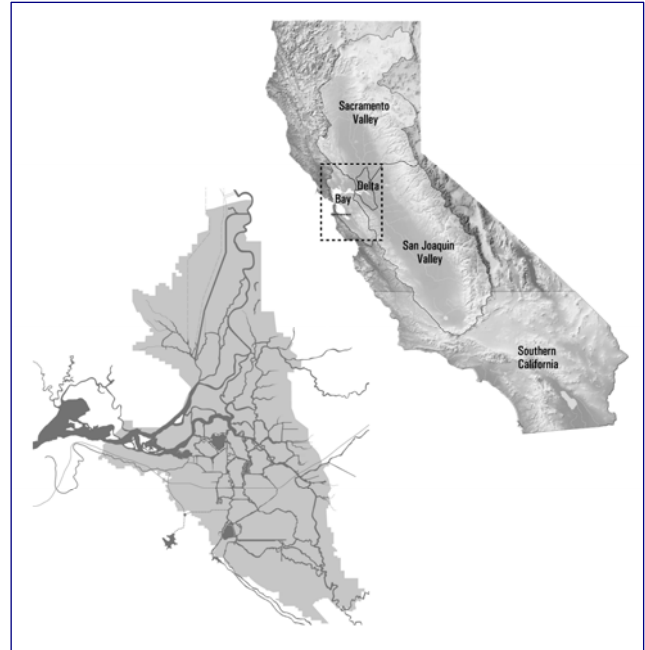 Sacramento
Valley
Delta
Bay
San Joaquin
Valley
Southern
California